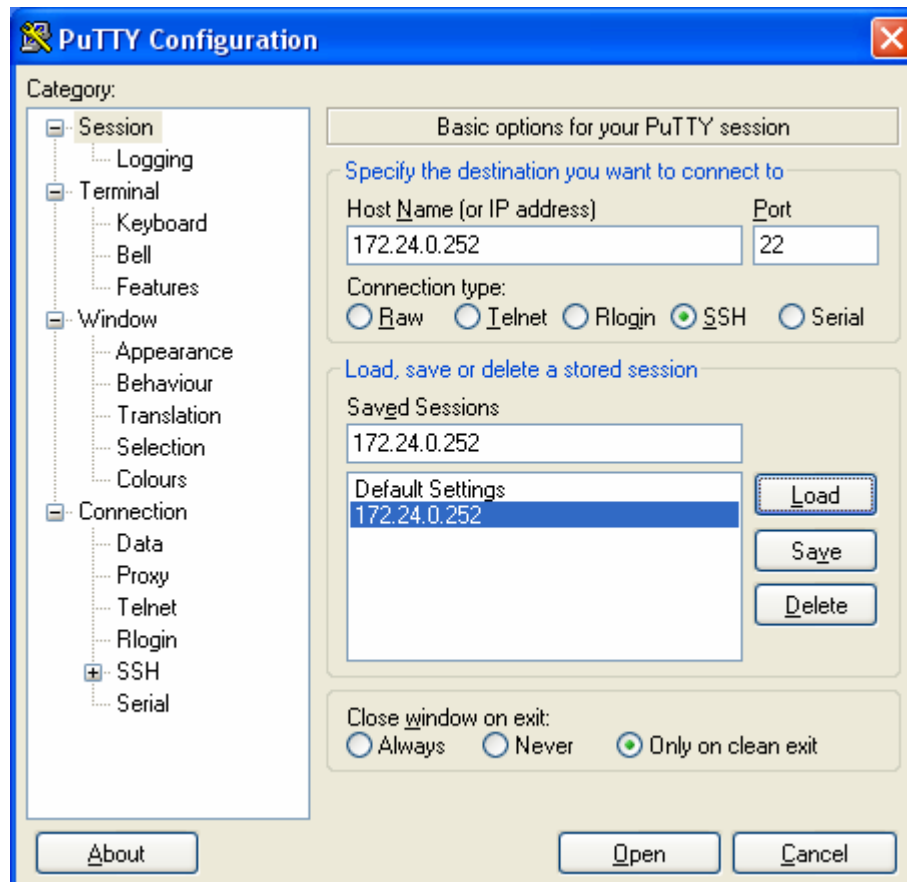 PuTTY Configuration
Category:
Session
Logging
Terminal
Keyboard
Bell
Features
Window
Appearance
Behaviour
Translation
Selection
Colours
Connection
Data
Proxy
Telnet
Rlogin
SSH
Serial
Basic options for your PuTTY session
Specify the destination you want to connect to
Host Name (or IP address) Port
172.24.0.252 22
Connection type:
Raw Telnet Rlogin SSH Serial
Load, save or delete a stored session
Saved Sessions
172.24.0.252
Default Settings
172.24.0.252
Load
Save
Delete
Close window on exit:
Always Never Only on clean exit
About Open Cancel